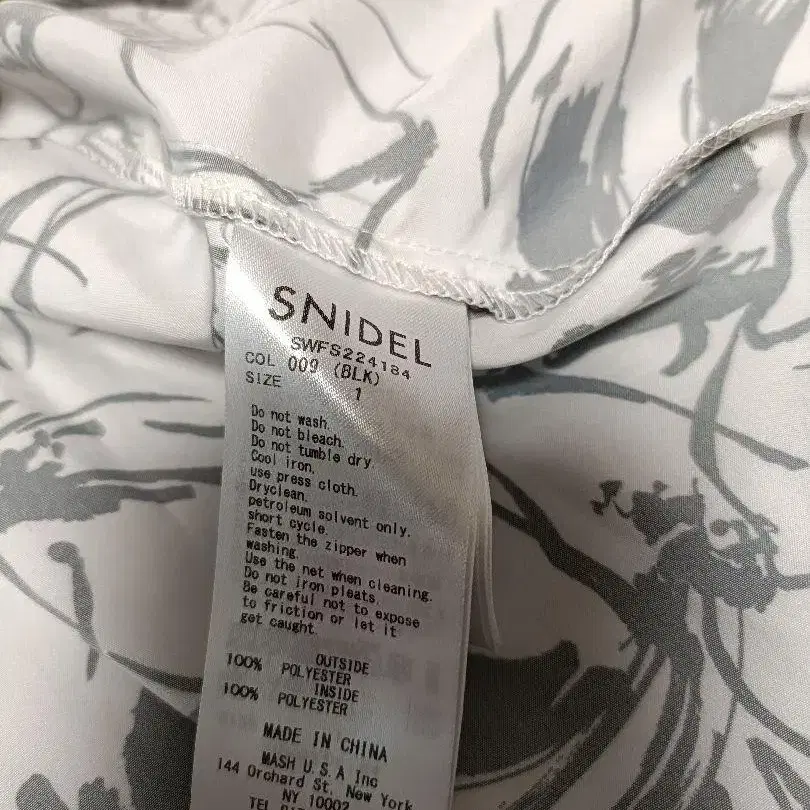 SNIDEL
SWFS224184
COL 009 (BLK)
SIZE 1
Do not wash.
Do not bleach.
Do not tumble dry.
Cool iron,
use press cloth.
Dryclean,
petroleum solvent only.
short cycle.
Fasten the zipper when
washing.
Use the net when cleaning.
Do not iron pleats.
Be careful not to expose
to friction or let it
get caught.
OUTSIDE
100% POLYESTER
INSIDE
100% POLYESTER
MADE IN CHINA
MASH U.S.A Inc
144 Orchard St, New York
NY 10002
TEL